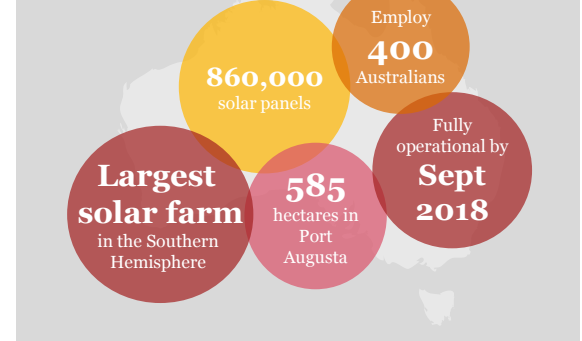 Employ
400
Australians
860,000
solar panels
Fully
operational by
Sept
2018
Largest
solar farm
in the Southern
Hemisphere
585
hectares in
Port
Augusta